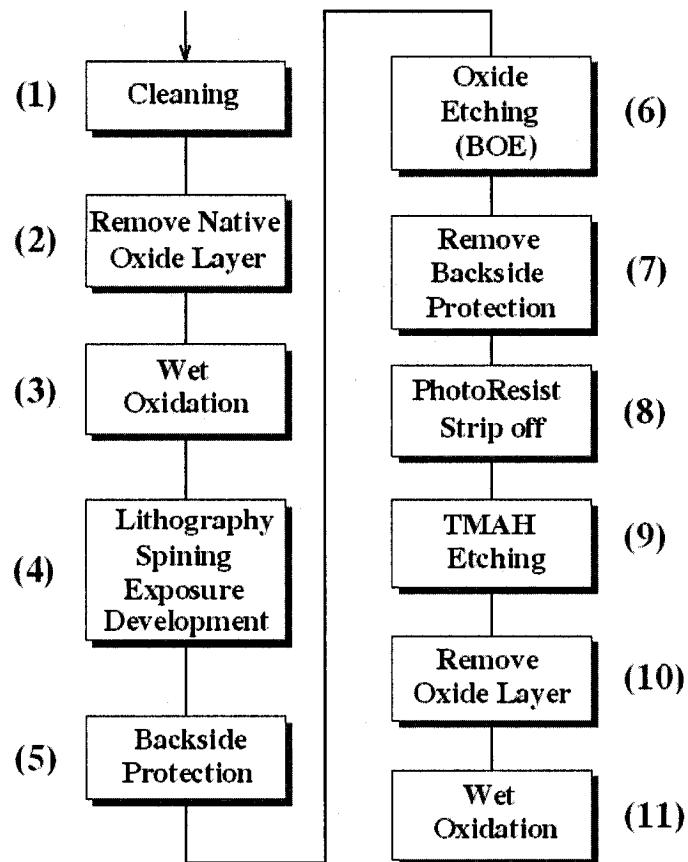 (1)
Cleaning
(2)
Remove Native
Oxide Layer
(3)
Wet
Oxidation
(4)
Lithography
Spining
Exposure
Development
(5)
Backside
Protection
(6)
Oxide
Etching
(BOE)
(7)
Remove
Backside
Protection
(8)
PhotoResist
Strip off
(9)
TMAH
Etching
(10)
Remove
Oxide Layer
(11)
Wet
Oxidation